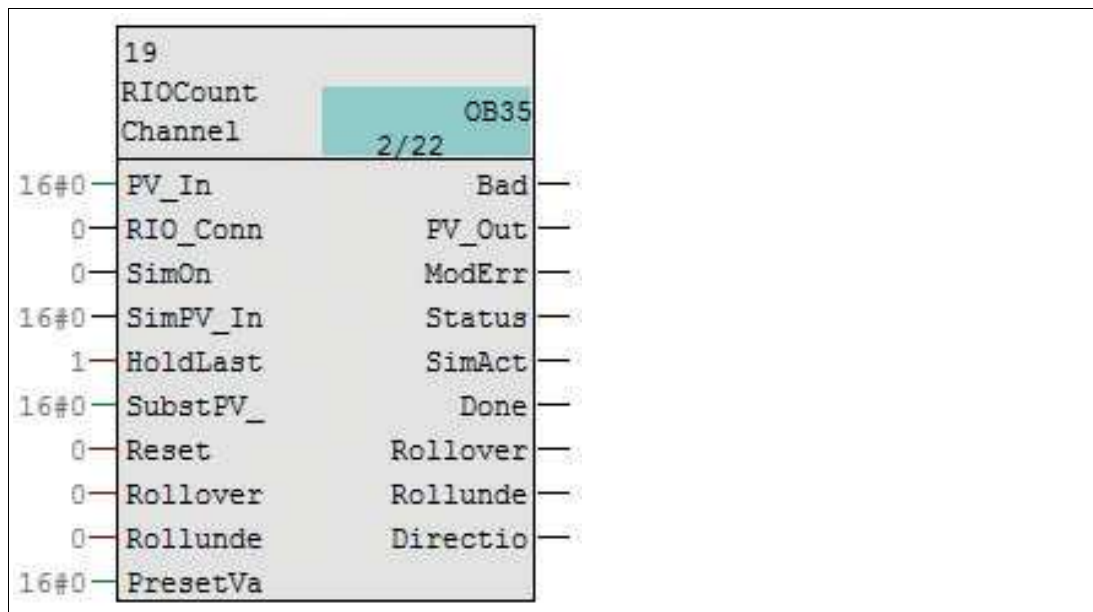 19
RIOCount
Channel
OB35
2/22
16#0 PV_In Bad
0 RIO_Conn PV_Out
0 SimOn ModErr
16#0 SimPV_In Status
1 HoldLast SimAct
16#0 SubstPV_ Done
0 Reset Rollover
0 Rollover Rollunde
0 Rollunde Directio
16#0 PresetVa